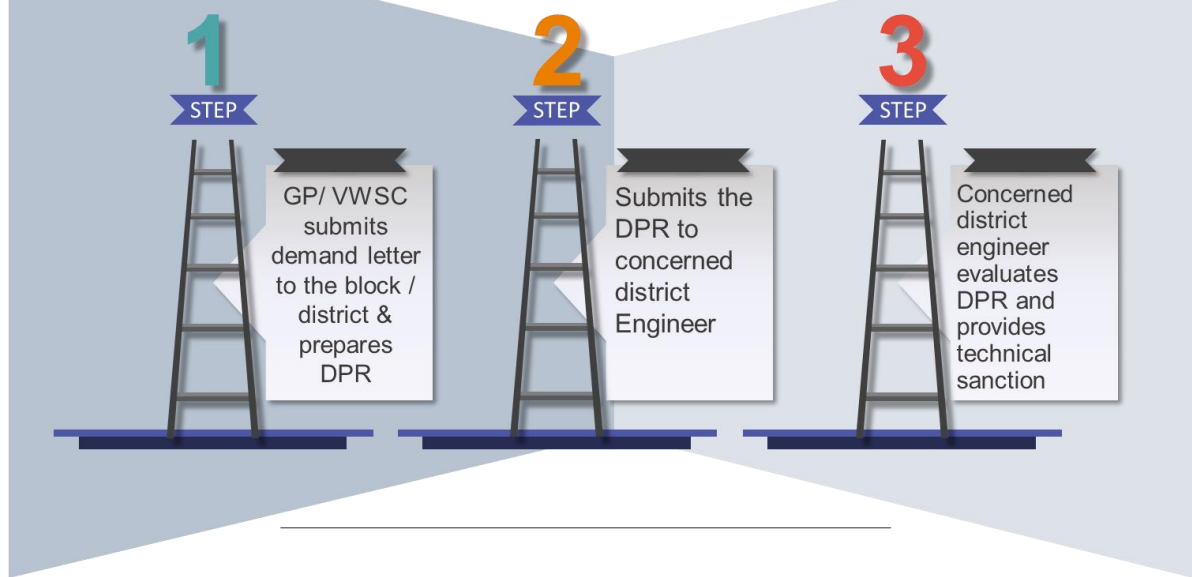 1
STEP
GP/ VWSC
submits
demand letter
to the block /
district &
prepares
DPR
2
STEP
Submits the
DPR to
concerned
district
Engineer
3
STEP
Concerned
district
engineer
evaluates
DPR and
provides
technical
sanction